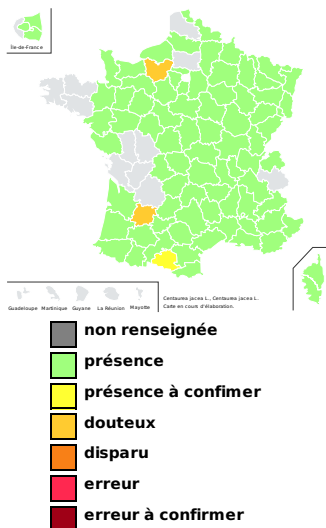 Île-de-France
Guadeloupe Martinique Guyane La Réunion Mayotte
Centaurea jacea L., Centaurea jacea L.
Carte en cours d'élaboration.
non renseignée
présence
présence à confimer
douteux
disparu
erreur
erreur à confirmer